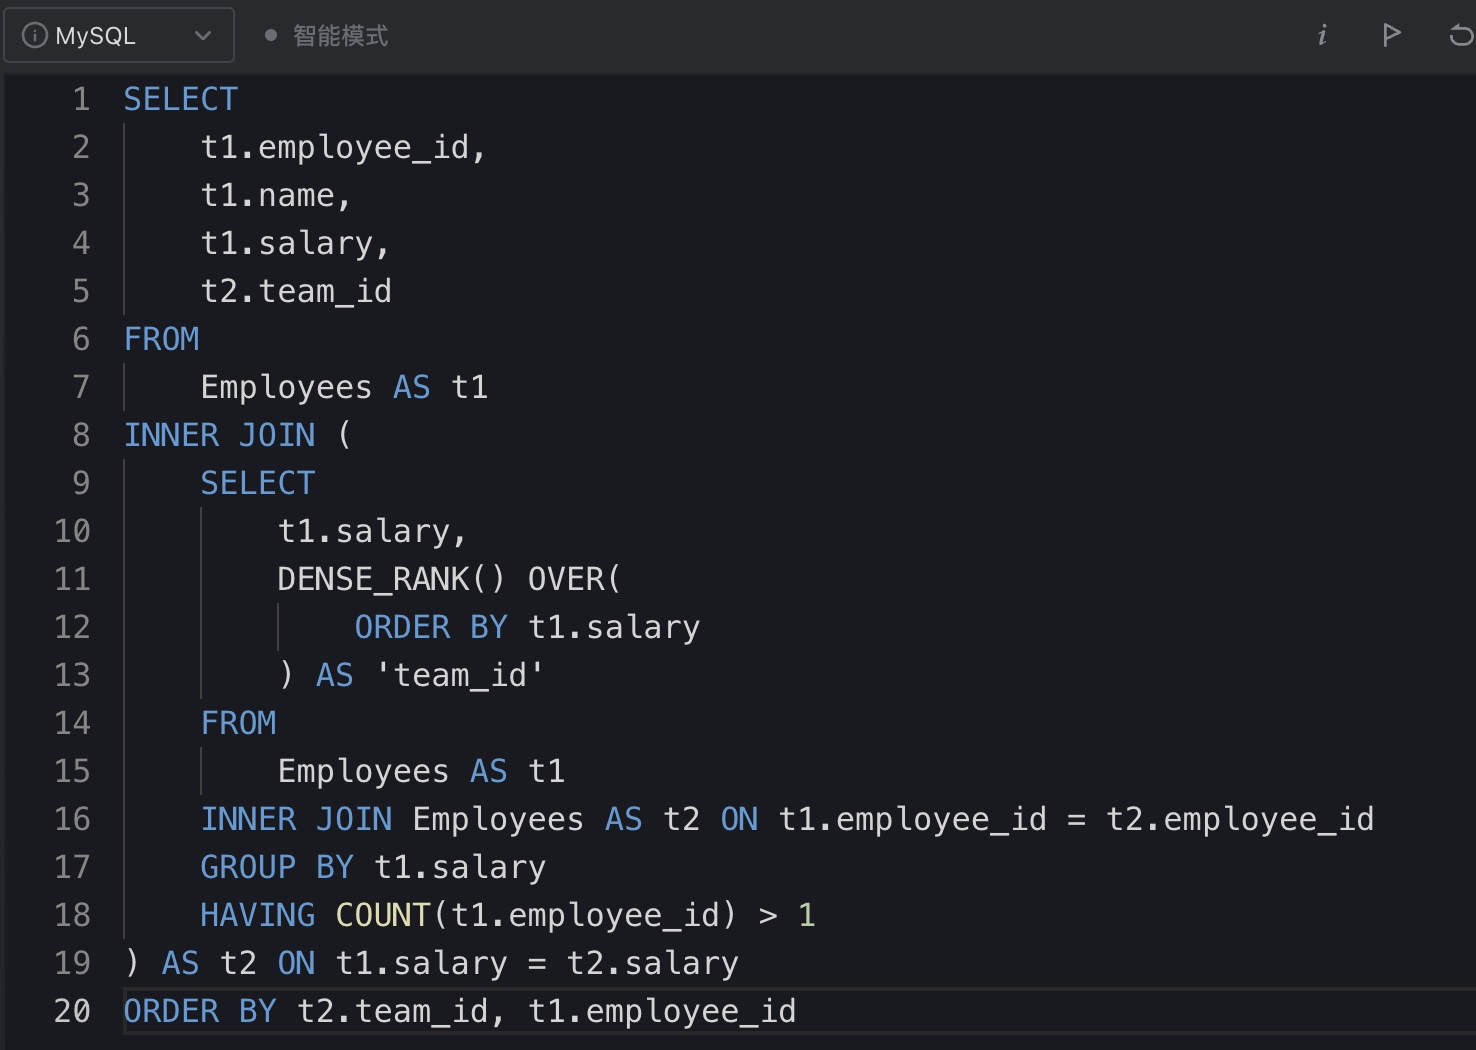 MySQL 智能模式
1 SELECT
2 t1.employee_id,
3 t1.name,
4 t1.salary,
5 t2.team_id
6 FROM
7 Employees AS t1
8 INNER JOIN (
9 SELECT
10 t1.salary,
11 DENSE_RANK() OVER(
12 ORDER BY t1.salary
13 ) AS 'team_id'
14 FROM
15 Employees AS t1
16 INNER JOIN Employees AS t2 ON t1.employee_id = t2.employee_id
17 GROUP BY t1.salary
18 HAVING COUNT(t1.employee_id) > 1
19 ) AS t2 ON t1.salary = t2.salary
20 ORDER BY t2.team_id, t1.employee_id